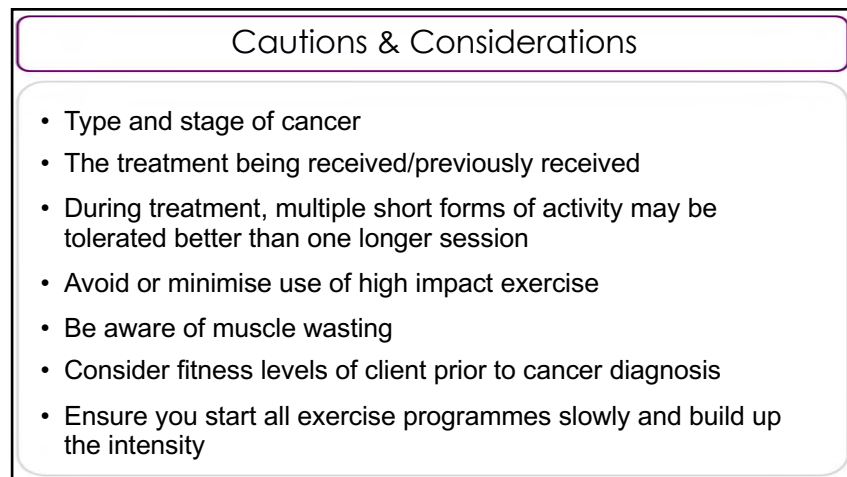 Cautions & Considerations
• Type and stage of cancer
• The treatment being received/previously received
• During treatment, multiple short forms of activity may be
tolerated better than one longer session
• Avoid or minimise use of high impact exercise
• Be aware of muscle wasting
• Consider fitness levels of client prior to cancer diagnosis
• Ensure you start all exercise programmes slowly and build up
the intensity